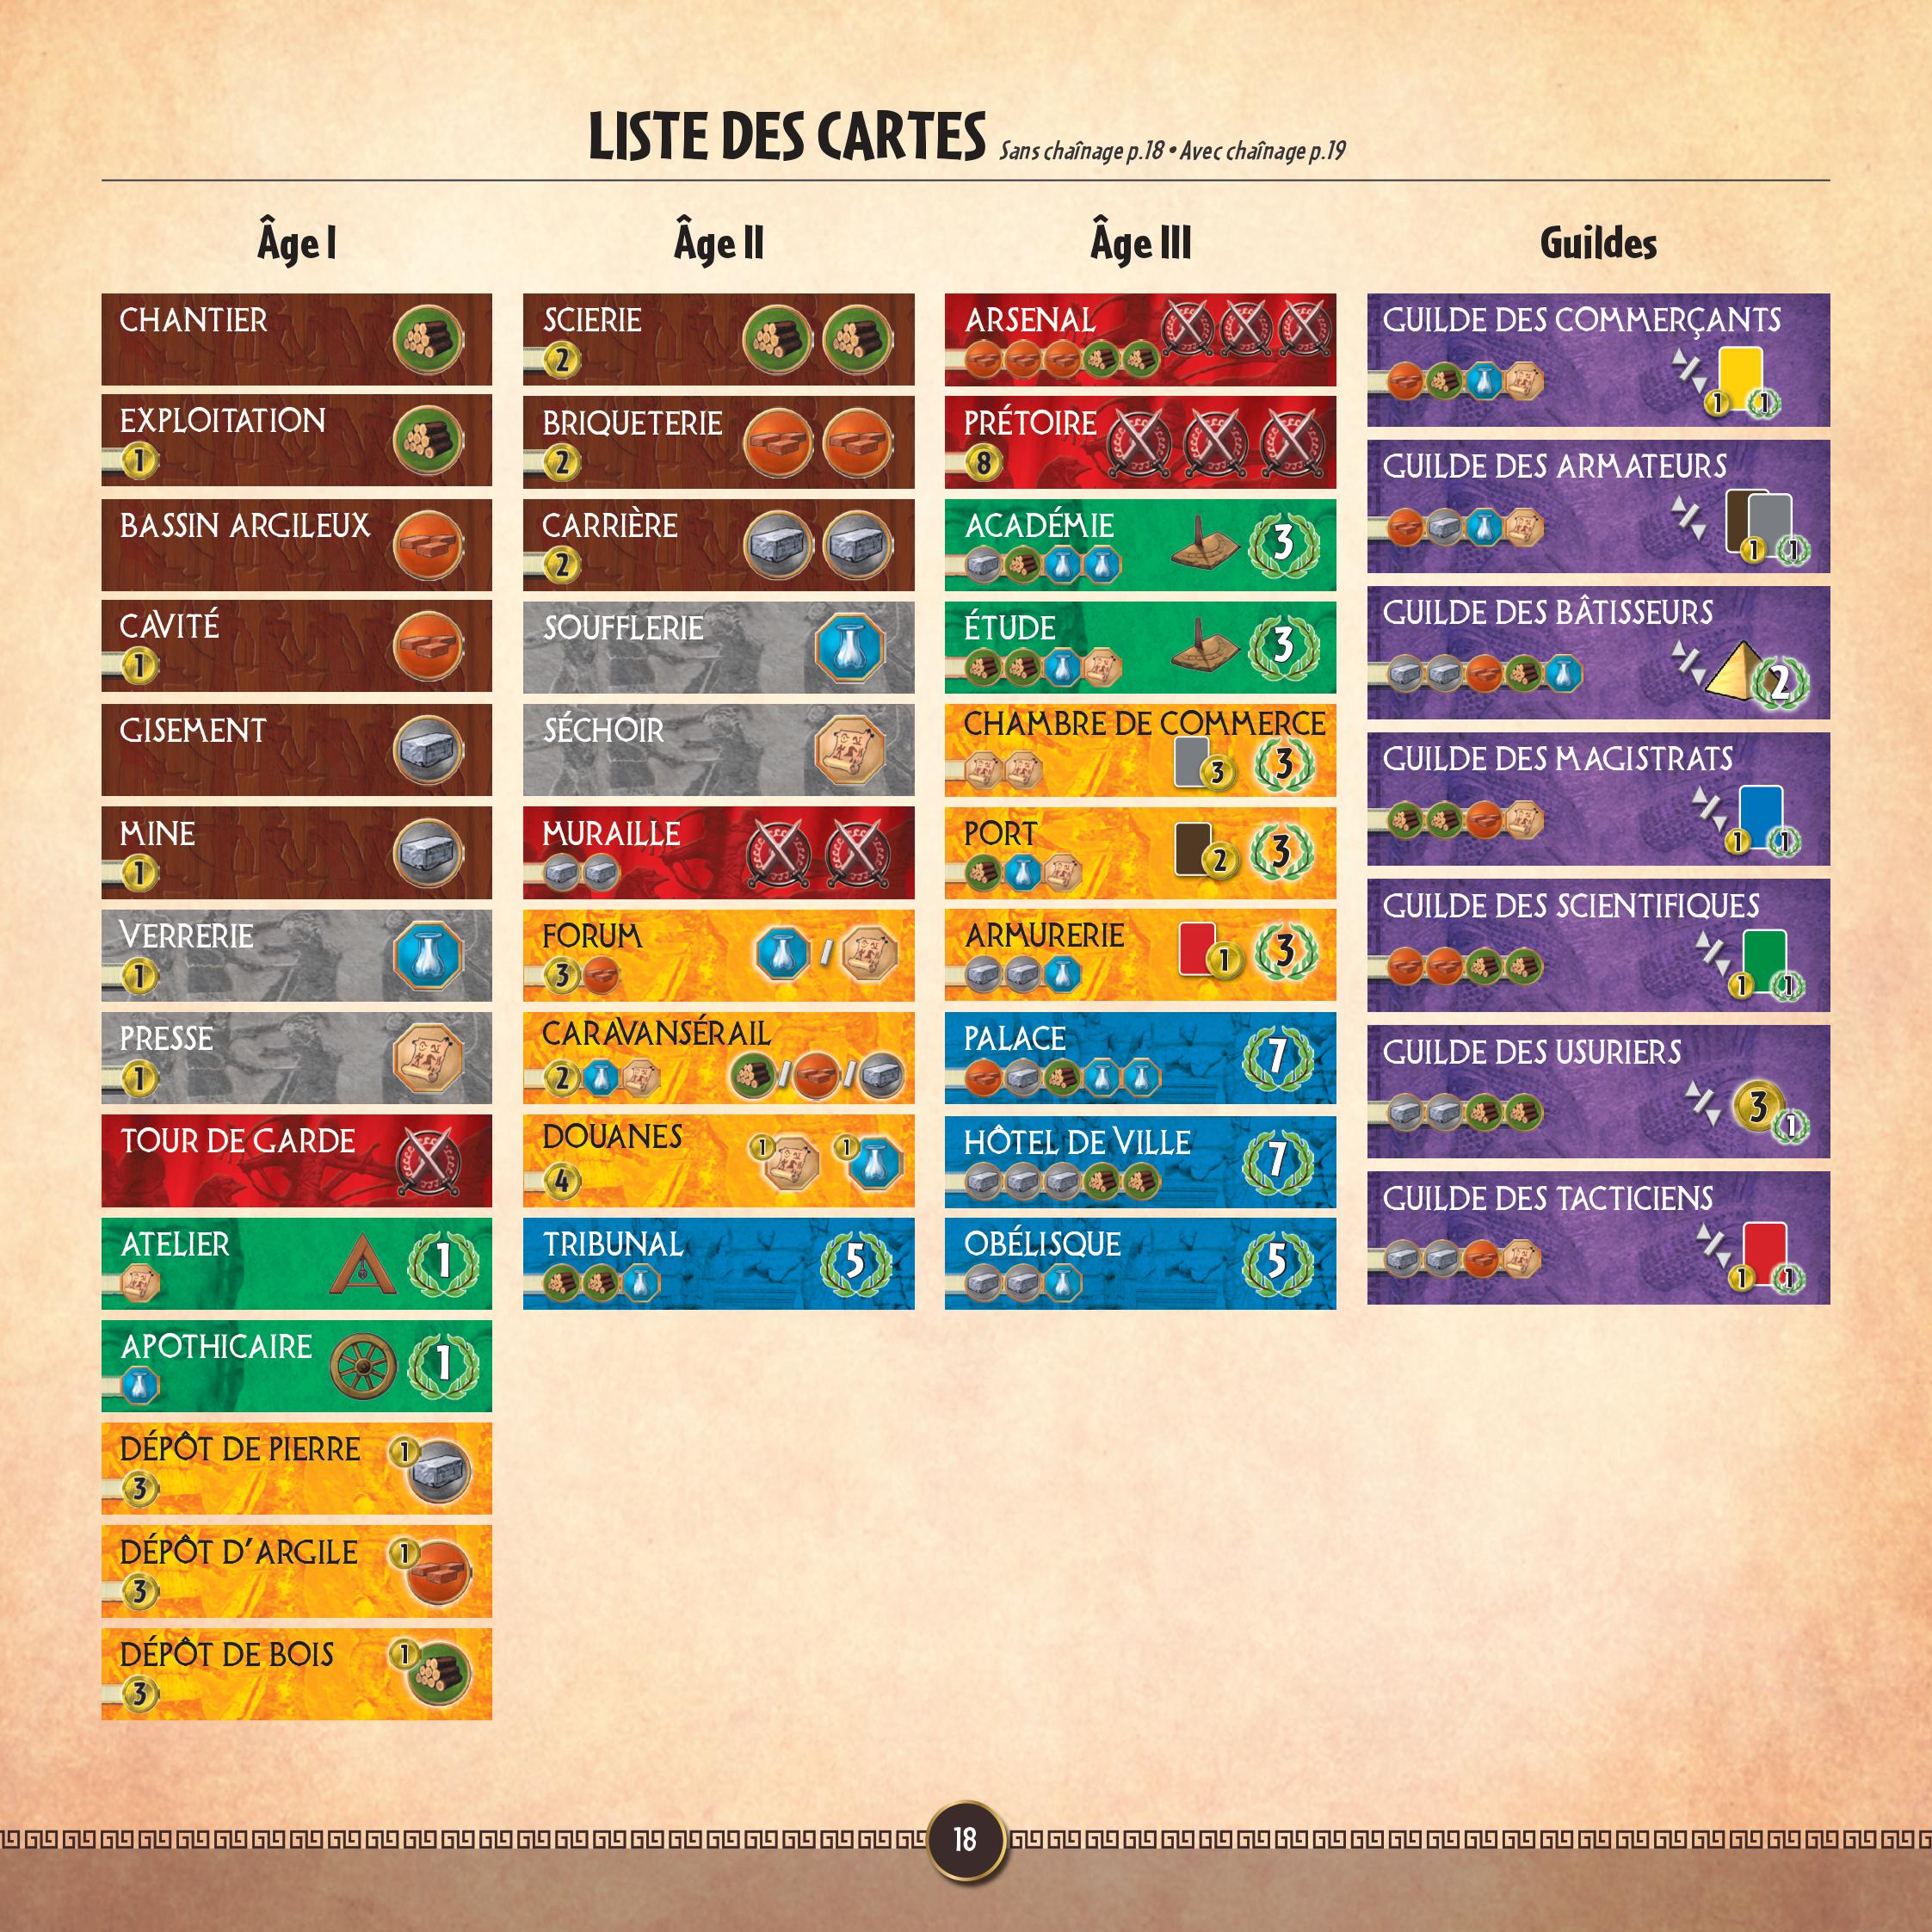 LISTE DES CARTES Sans chaînage p.18 • Avec chaînage p.19
Âge I
CHANTIER
EXPLOITATION
1
BASSIN ARGILEUX
CAVITÉ
1
GISEMENT
MINE
1
VERRERIE
1
PRESSE
1
TOUR DE GARDE
ATELIER
1
APOTHICAIRE
1
DÉPÔT DE PIERRE
1
3
DÉPÔT D'ARGILE
1
3
DÉPÔT DE BOIS
1
3
Âge II
SCIERIE
2
BRIQUETERIE
2
CARRIÈRE
2
SOUFFLERIE
SÉCHOIR
MURAILLE
FORUM
3 /
CARAVANSÉRAIL
2 / /
DOUANES
1 1
4
TRIBUNAL
5
Âge III
ARSENAL
PRÉTOIRE
8
ACADÉMIE
3
ÉTUDE
3
CHAMBRE DE COMMERCE
3 3
PORT
2 3
ARMURERIE
1 3
PALACE
7
HÔTEL DE VILLE
7
OBÉLISQUE
5
Guildes
GUILDE DES COMMERÇANTS
1 1
GUILDE DES ARMATEURS
1 1
GUILDE DES BÂTISSEURS
2
GUILDE DES MAGISTRATS
1 1
GUILDE DES SCIENTIFIQUES
1 1
GUILDE DES USURIERS
3 1
GUILDE DES TACTICIENS
1 1
18